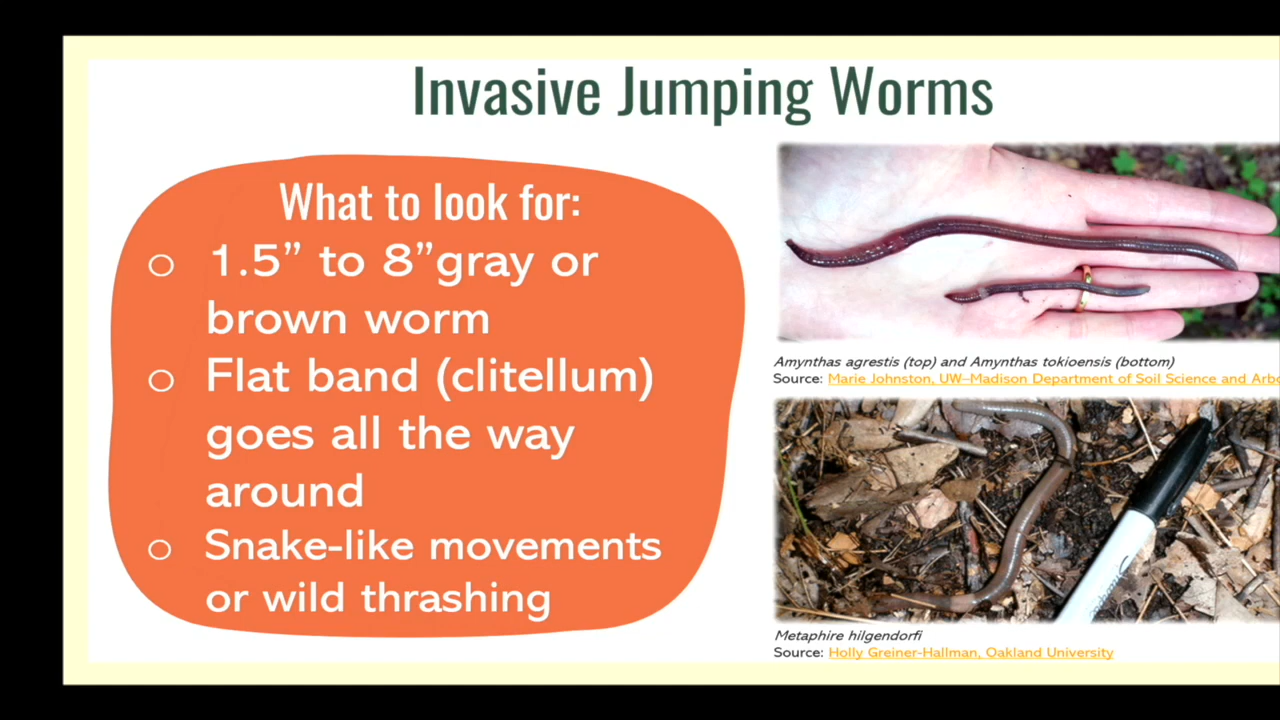 Invasive Jumping Worms
What to look for:
o 1.5” to 8”gray or
brown worm
o Flat band (clitellum)
goes all the way
around
o Snake-like movements
or wild thrashing
Amynthas agrestis (top) and Amynthas tokioensis (bottom)
Source: Marie Johnston, UW–Madison Department of Soil Science and
Metaphire hilgendorfi
Source: Holly Greiner-Hallman, Oakland University